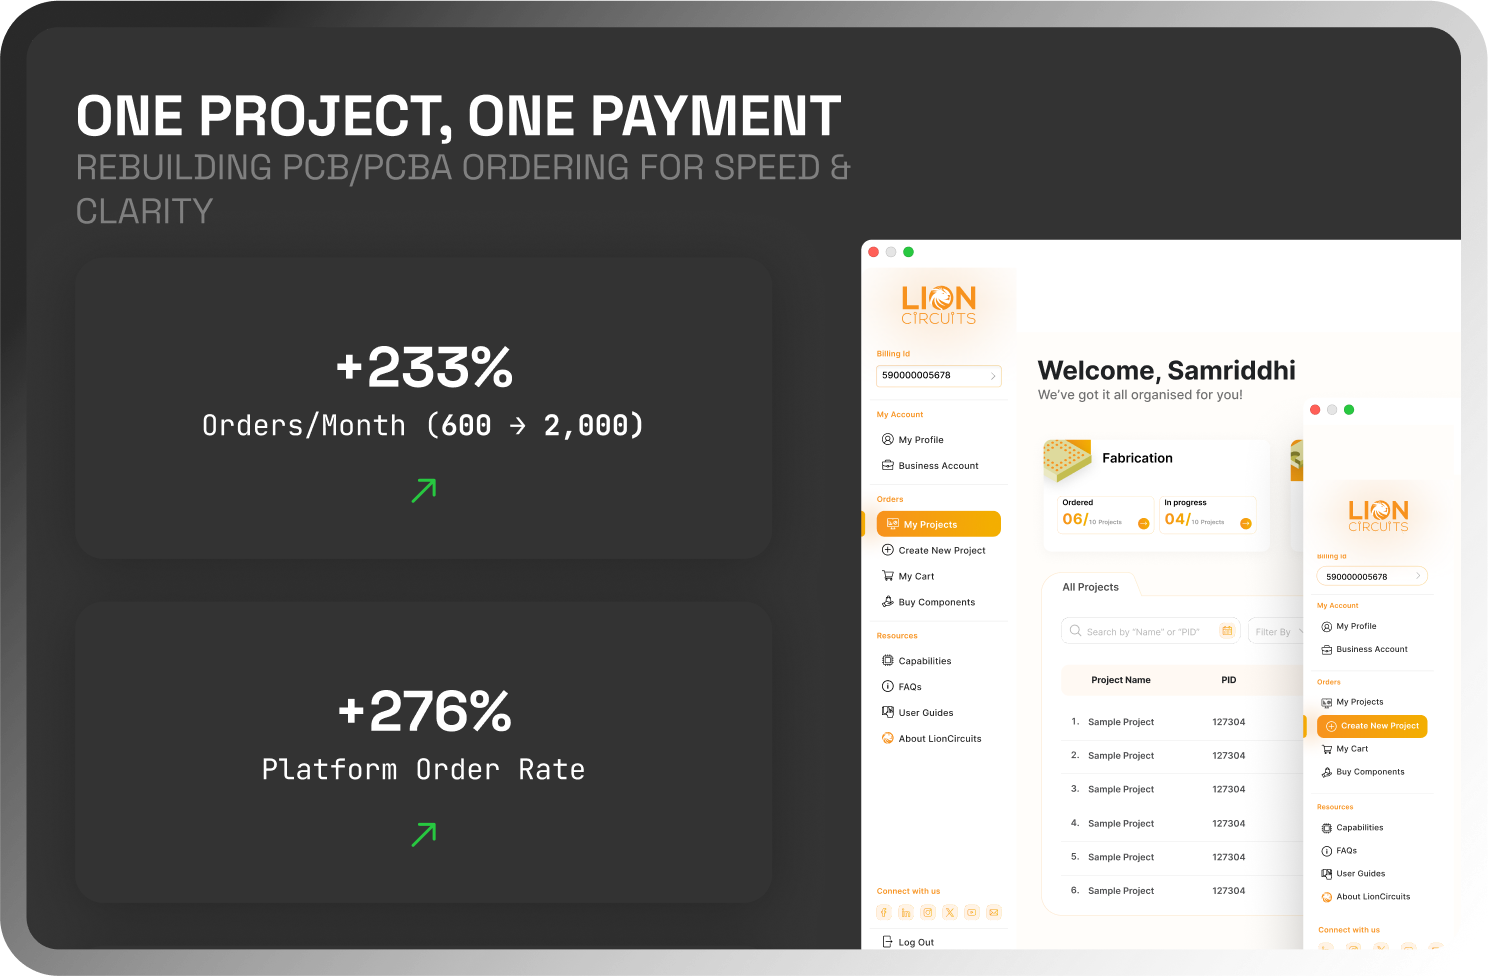 ONE PROJECT, ONE PAYMENT
REBUILDING PCB/PCBA ORDERING FOR SPEED &
CLARITY
+233%
Orders/Month (600 → 2,000)
+276%
Platform Order Rate
LION
CIRCUITS
Billing Id
590000005678
My Account
My Profile
Business Account
Orders
My Projects
Create New Project
My Cart
Buy Components
Resources
Capabilities
FAQs
User Guides
About LionCircuits
Connect with us
Log Out
Welcome, Samriddhi
We've got it all organised for you!
Fabrication
Ordered
06/10 Projects
In progress
04/10 Projects
All Projects
Search by "Name" or "PID"
Filter By
Project Name PID
1. Sample Project 127304
2. Sample Project 127304
3. Sample Project 127304
4. Sample Project 127304
5. Sample Project 127304
6. Sample Project 127304
LION
CIRCUITS
Billing Id
590000005678
My Account
My Profile
Business Account
Orders
My Projects
Create New Project
My Cart
Buy Components
Resources
Capabilities
FAQs
User Guides
About LionCircuits
Connect with us